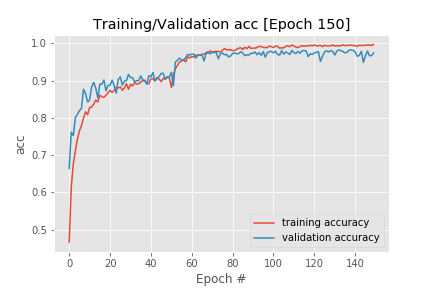 Training/Validation acc [Epoch 150]
1.0
0.9
0.8
0.7
0.6
0.5
acc
training accuracy
validation accuracy
0 20 40 60 80 100 120 140
Epoch #